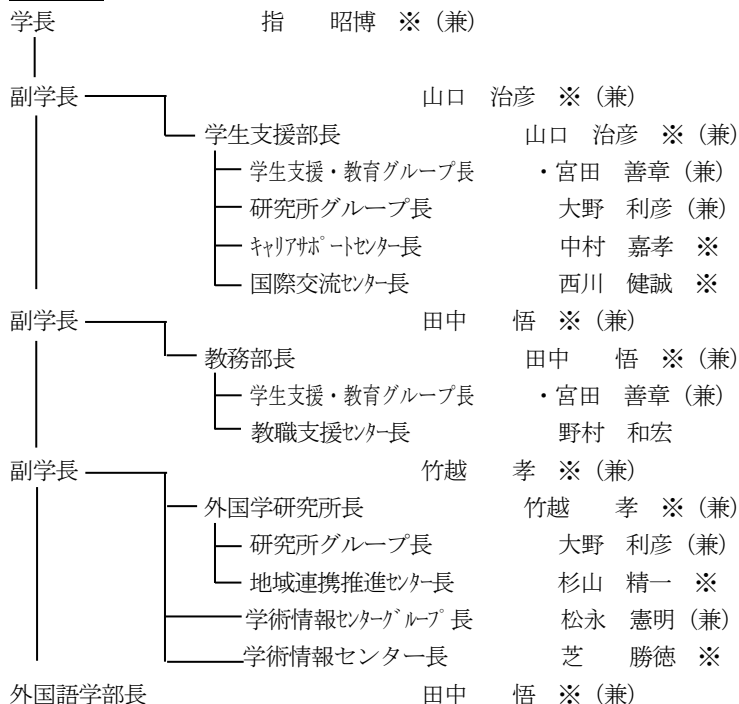 学長 指 昭博 ※（兼）
副学長 山口 治彦 ※（兼）
学生支援部長 山口 治彦 ※（兼）
学生支援・教育グループ長 ・宮田 善章（兼）
研究所グループ長 大野 利彦（兼）
ｷｬﾘｱｻﾎﾟｰﾄｾﾝﾀｰ長 中村 嘉孝 ※
国際交流ｾﾝﾀｰ長 西川 健誠 ※
副学長 田中 悟 ※（兼）
教務部長 田中 悟 ※（兼）
学生支援・教育グループ長 ・宮田 善章（兼）
教職支援ｾﾝﾀｰ長 野村 和宏
副学長 竹越 孝 ※（兼）
外国学研究所長 竹越 孝 ※（兼）
研究所グループ長 大野 利彦（兼）
地域連携推進ｾﾝﾀｰ長 杉山 精一 ※
学術情報ｾﾝﾀｰｸﾞﾙｰﾌﾟ長 松永 憲明（兼）
学術情報センター長 芝 勝徳 ※
外国語学部長 田中 悟 ※（兼）